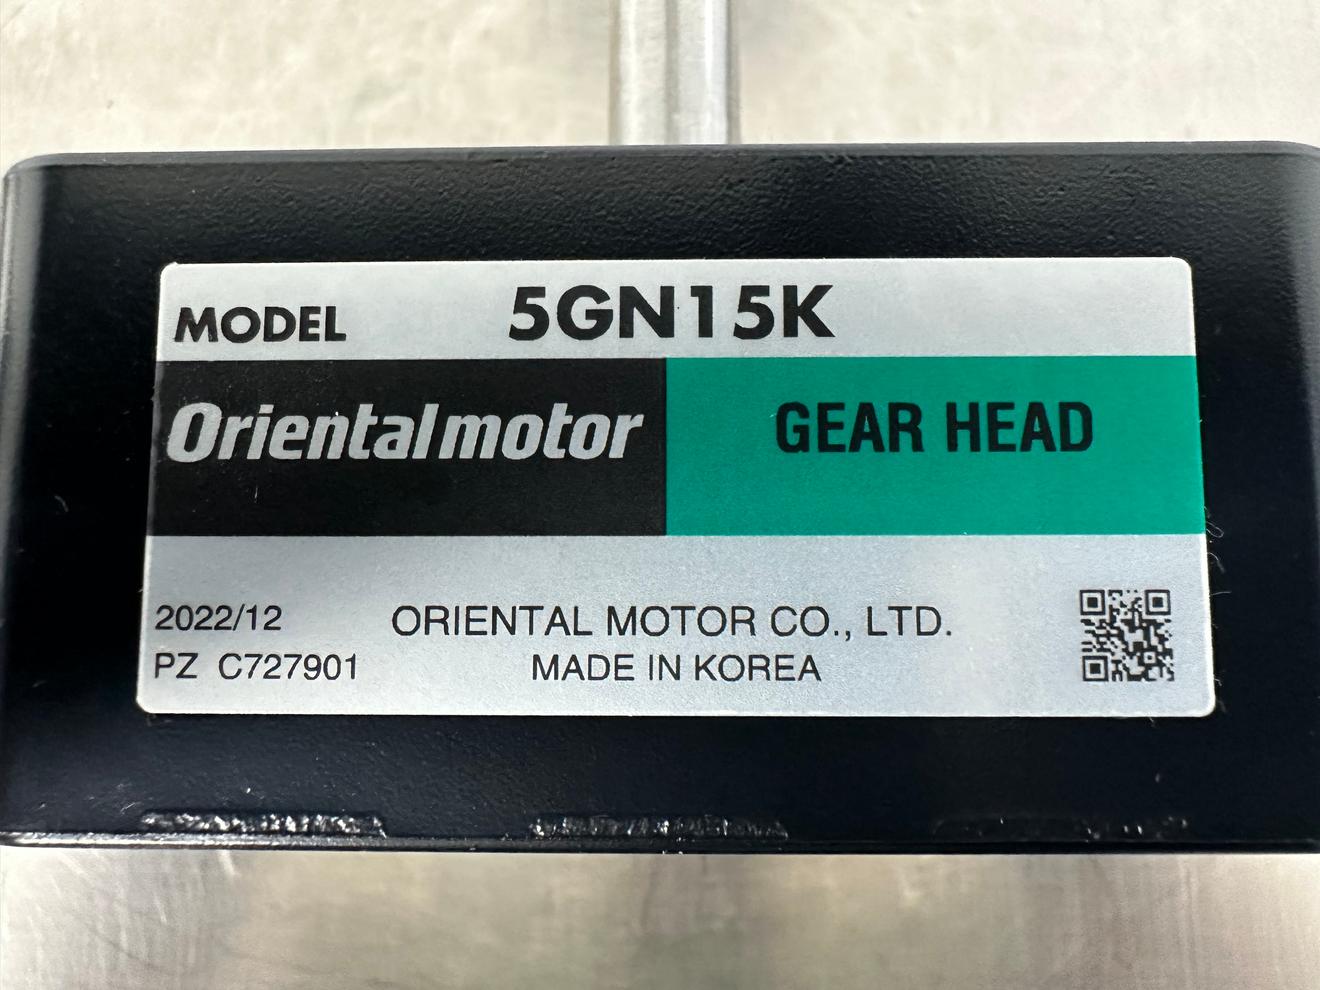 MODEL 5GN15K
Orientalmotor GEAR HEAD
2022/12 ORIENTAL MOTOR CO., LTD.
PZ C727901 MADE IN KOREA